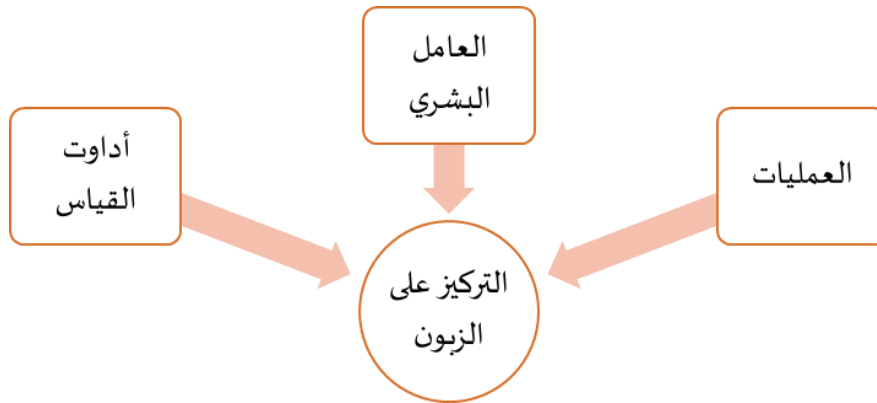 العامل
البشري
العمليات
أداوت
القياس
التركيز على
الزبون